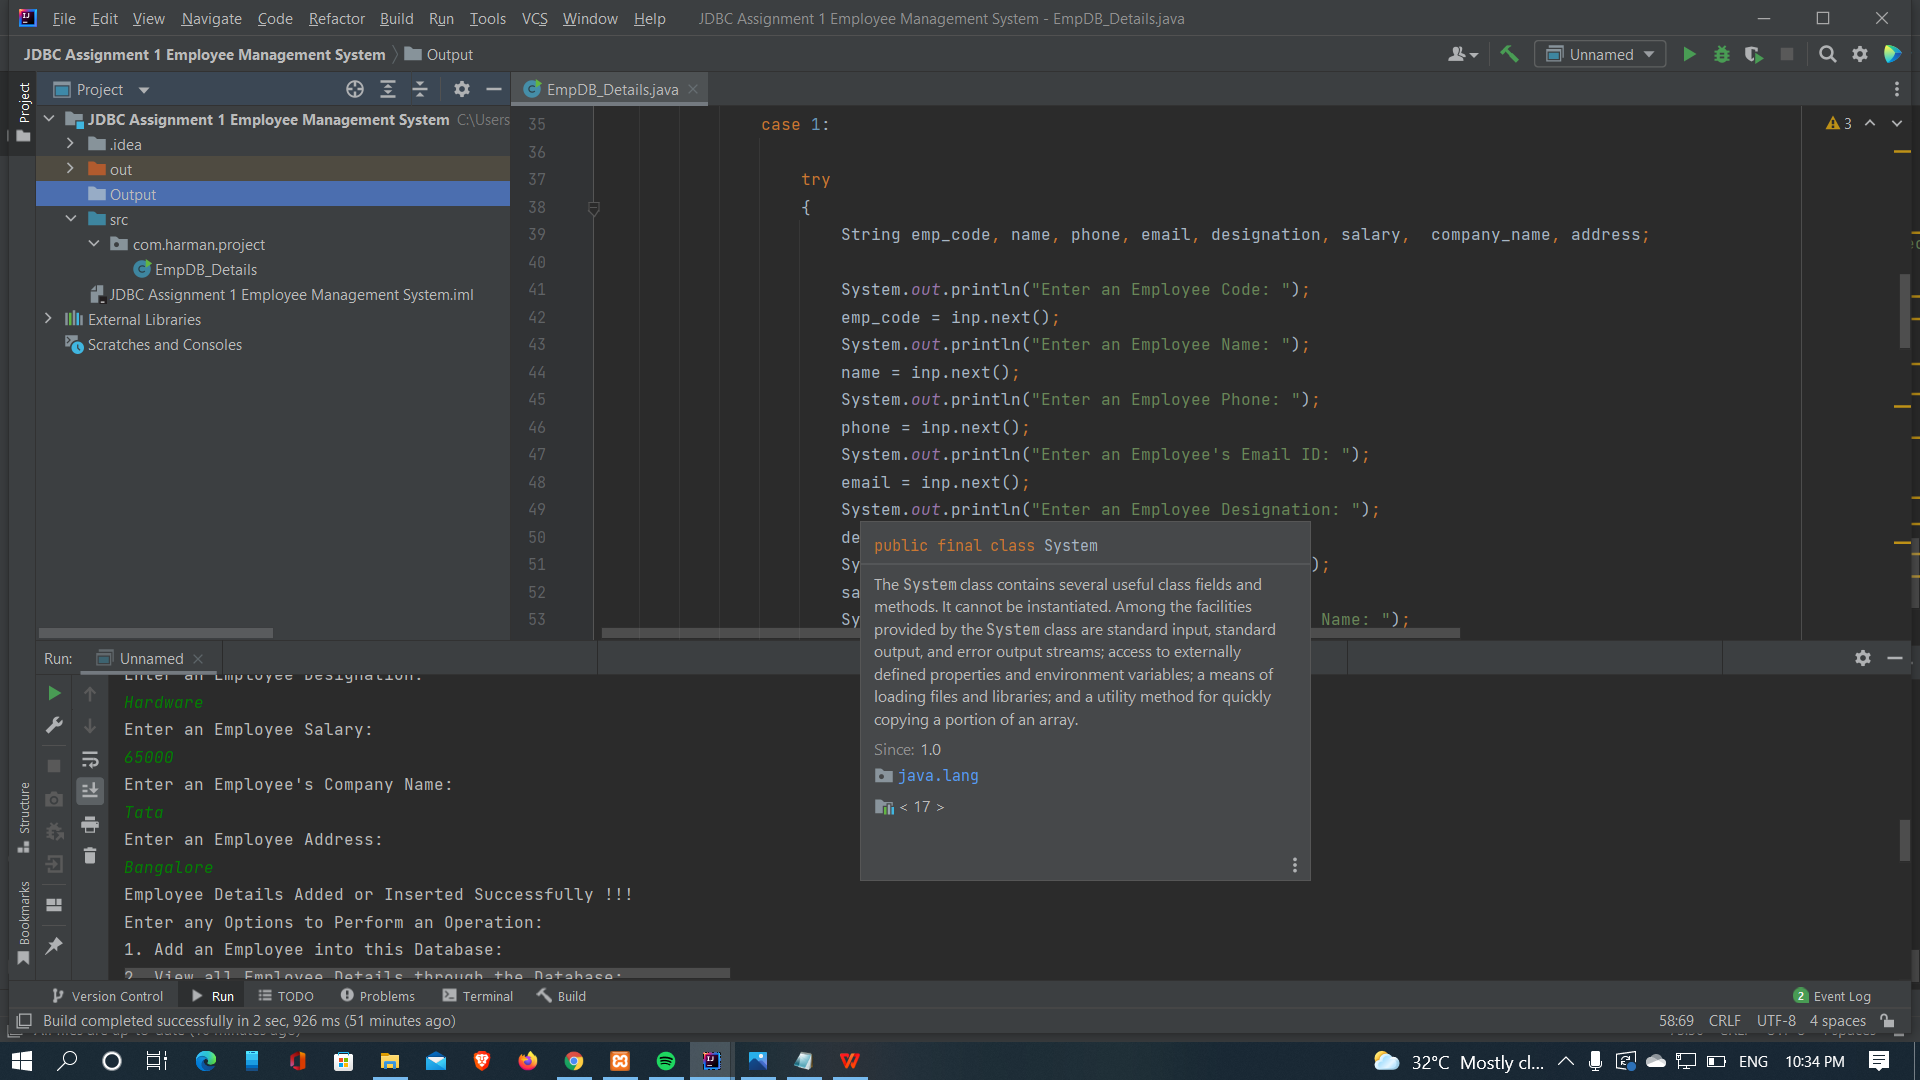 File Edit View Navigate Code Refactor Build Run Tools VCS Window Help JDBC Assignment 1 Employee Management System - EmpDB_Details.java
JDBC Assignment 1 Employee Management System Output Unnamed
Project
Project
EmpDB_Details.java
JDBC Assignment 1 Employee Management System C:\Users
.idea
out
Output
src
com.harman.project
EmpDB_Details
JDBC Assignment 1 Employee Management System.iml
External Libraries
Scratches and Consoles
3
35 case 1:
36
37 try
38 {
39 String emp_code, name, phone, email, designation, salary, company_name, address;
40
41 System.out.println("Enter an Employee Code: ");
42 emp_code = inp.next();
43 System.out.println("Enter an Employee Name: ");
44 name = inp.next();
45 System.out.println("Enter an Employee Phone: ");
46 phone = inp.next();
47 System.out.println("Enter an Employee's Email ID: ");
48 email = inp.next();
49 System.out.println("Enter an Employee Designation: ");
50 de
51 Sy );
52 sa
53 Sy Name: ");
public final class System
The System class contains several useful class fields and
methods. It cannot be instantiated. Among the facilities
provided by the System class are standard input, standard
output, and error output streams; access to externally
defined properties and environment variables; a means of
loading files and libraries; and a utility method for quickly
copying a portion of an array.
Since: 1.0
java.lang
< 17 >
Run: Unnamed
Enter an Employee Designation:
Hardware
Enter an Employee Salary:
65000
Enter an Employee's Company Name:
Tata
Enter an Employee Address:
Bangalore
Employee Details Added or Inserted Successfully !!!
Enter any Options to Perform an Operation:
1. Add an Employee into this Database:
2. View all Employee Details through the Database:
Structure
Bookmarks
Version Control Run TODO Problems Terminal Build 2 Event Log
Build completed successfully in 2 sec, 926 ms (51 minutes ago) 58:69 CRLF UTF-8 4 spaces
32°C Mostly cl... ENG 10:34 PM